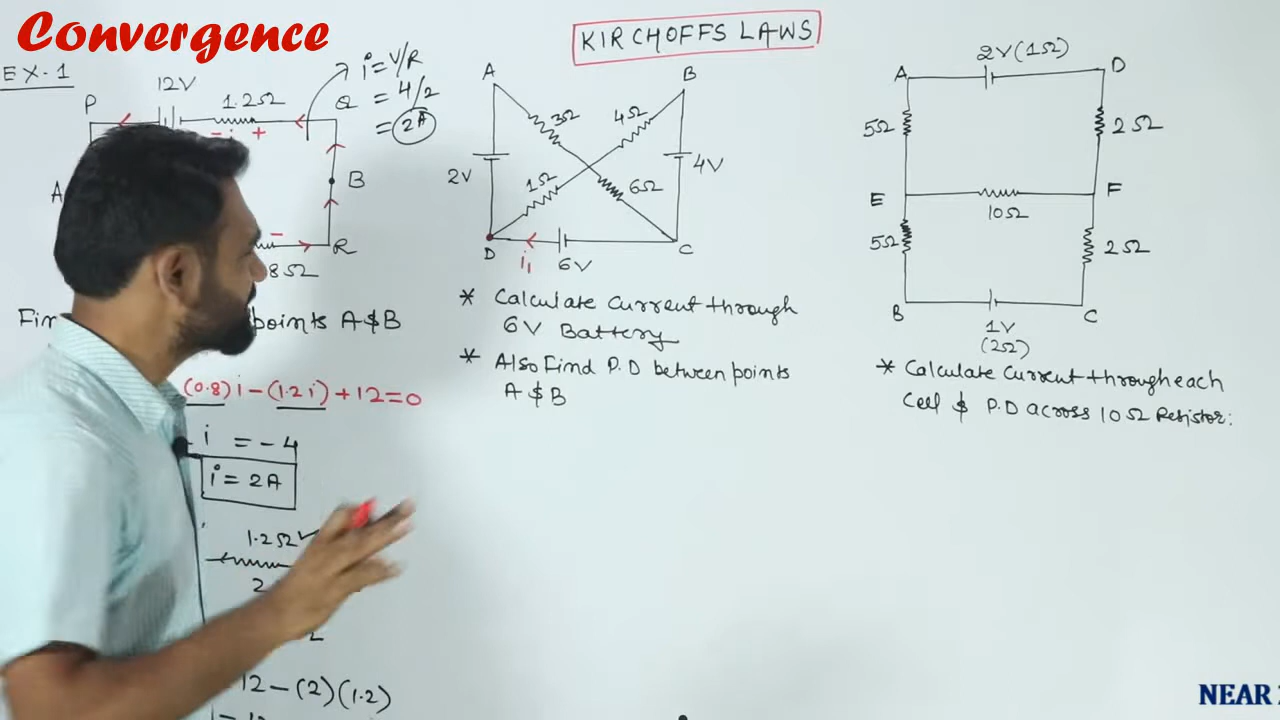 Convergence
KIRCHOFFS LAWS
EX-1
12V
1.2Ω
P
Q
- i +
A
B
-
R
8Ω
i = V/R
= 4/2
= 2A
points A $ B
(0.8) i - (1.2 i) + 12 = 0
i = - 4
i = 2A
1.2Ω
2
12 - (2)(1.2)
A
B
3Ω
4Ω
2V
1Ω
6Ω
4V
D
C
i₁
6V
* Calculate Current through
6V Battery
* Also Find P.D between points
A $ B
2V (1Ω)
A
D
5Ω
2Ω
E
F
10Ω
5Ω
2Ω
B
C
1V
(2Ω)
* Calculate Current through each
Cell $ P.D across 10Ω Resistor:
NEAR